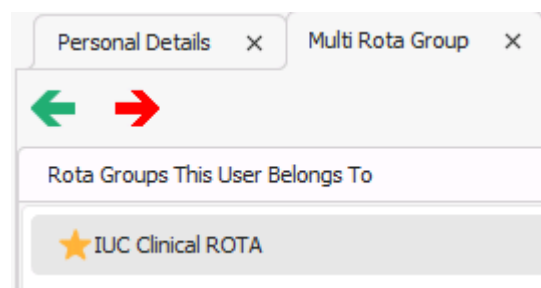 Personal Details × Multi Rota Group ×
Rota Groups This User Belongs To
IUC Clinical ROTA